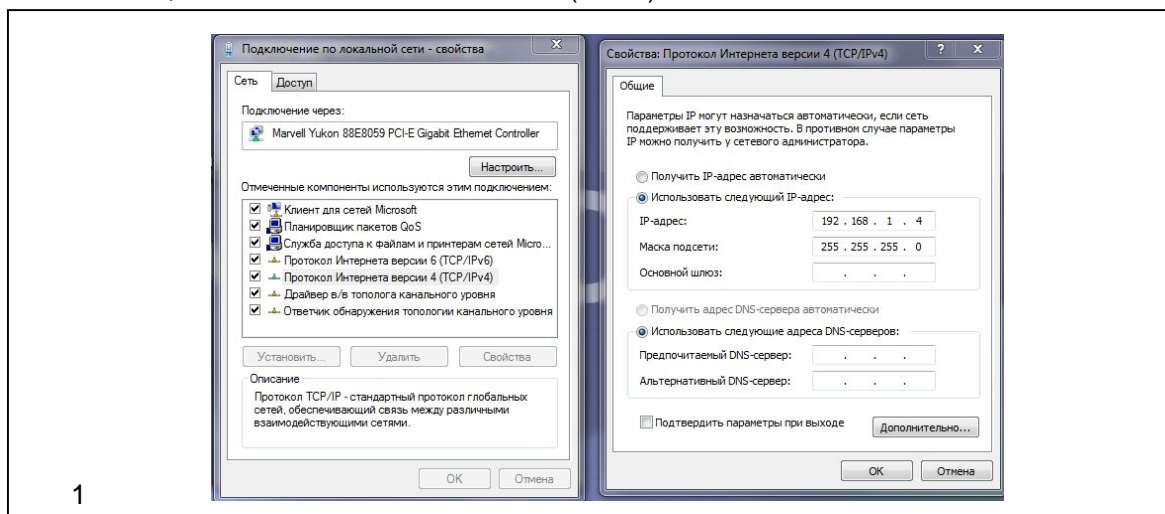 Подключение по локальной сети - свойства
Сеть
Доступ
Подключение через:
Marvell Yukon 88E8059 PCI-E Gigabit Ethernet Controller
Настроить...
Отмеченные компоненты используются этим подключением:
Клиент для сетей Microsoft
Планировщик пакетов QoS
Служба доступа к файлам и принтерам сетей Micro...
Протокол Интернета версии 6 (TCP/IPv6)
Протокол Интернета версии 4 (TCP/IPv4)
Драйвер в/в тополога канального уровня
Ответчик обнаружения топологии канального уровня
Установить...
Удалить
Свойства
Описание
Протокол TCP/IP - стандартный протокол глобальных
сетей, обеспечивающий связь между различными
взаимодействующими сетями.
OK
Отмена
Свойства: Протокол Интернета версии 4 (TCP/IPv4)
Общие
Параметры IP могут назначаться автоматически, если сеть
поддерживает эту возможность. В противном случае параметры
IP можно получить у сетевого администратора.
Получить IP-адрес автоматически
Использовать следующий IP-адрес:
IP-адрес: 192 . 168 . 1 . 4
Маска подсети: 255 . 255 . 255 . 0
Основной шлюз: . . .
Получить адрес DNS-сервера автоматически
Использовать следующие адреса DNS-серверов:
Предпочитаемый DNS-сервер: . . .
Альтернативный DNS-сервер: . . .
Подтвердить параметры при выходе
Дополнительно...
OK
Отмена
1